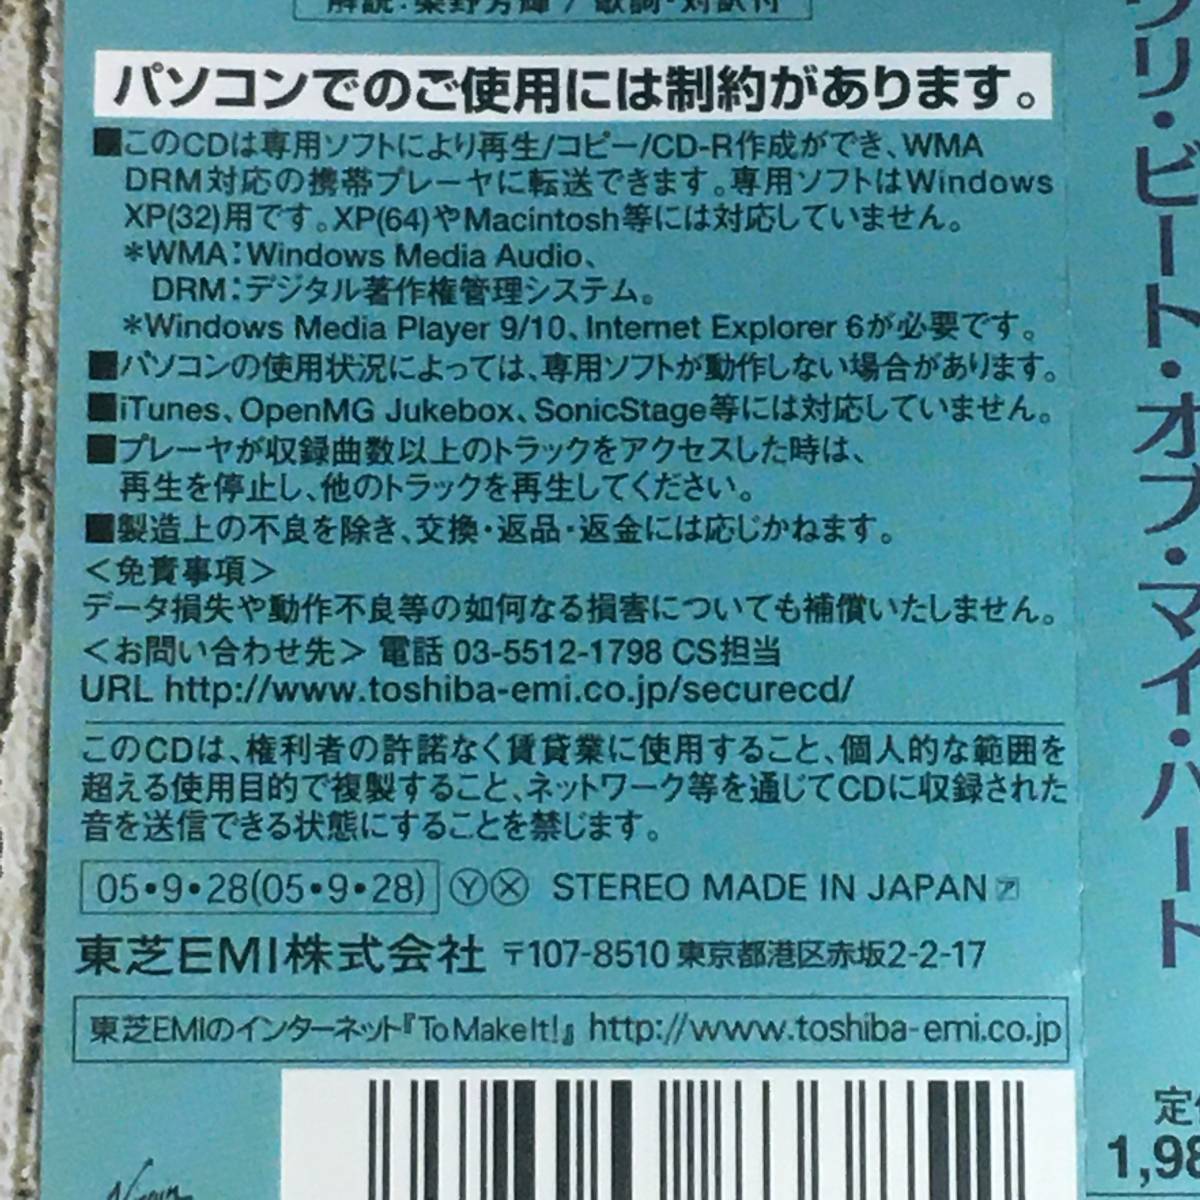 解説：粟野芳輝 / 歌詞・対訳付
パソコンでのご使用には制約があります。
■このCDは専用ソフトにより再生/コピー/CD-R作成ができ、WMA
DRM対応の携帯プレーヤに転送できます。専用ソフトはWindows
XP(32)用です。XP(64)やMacintosh等には対応していません。
*WMA：Windows Media Audio、
DRM：デジタル著作権管理システム。
*Windows Media Player 9/10、Internet Explorer 6が必要です。
■パソコンの使用状況によっては、専用ソフトが動作しない場合があります。
■iTunes、OpenMG Jukebox、SonicStage等には対応していません。
■プレーヤが収録曲数以上のトラックをアクセスした時は、
再生を停止し、他のトラックを再生してください。
■製造上の不良を除き、交換・返品・返金には応じかねます。
＜免責事項＞
データ損失や動作不良等の如何なる損害についても補償いたしません。
＜お問い合わせ先＞ 電話 03-5512-1798 CS担当
URL http://www.toshiba-emi.co.jp/securecd/
このCDは、権利者の許諾なく賃貸業に使用すること、個人的な範囲を
超える使用目的で複製すること、ネットワーク等を通じてCDに収録された
音を送信できる状態にすることを禁じます。
05・9・28(05・9・28) Ⓨⓧ STEREO MADE IN JAPAN ア
東芝EMI株式会社 〒107-8510 東京都港区赤坂2-2-17
東芝EMIのインターネット『To Make It!』 http://www.toshiba-emi.co.jp
リ・ビート・オブ・マイ・ハート
定
1,98